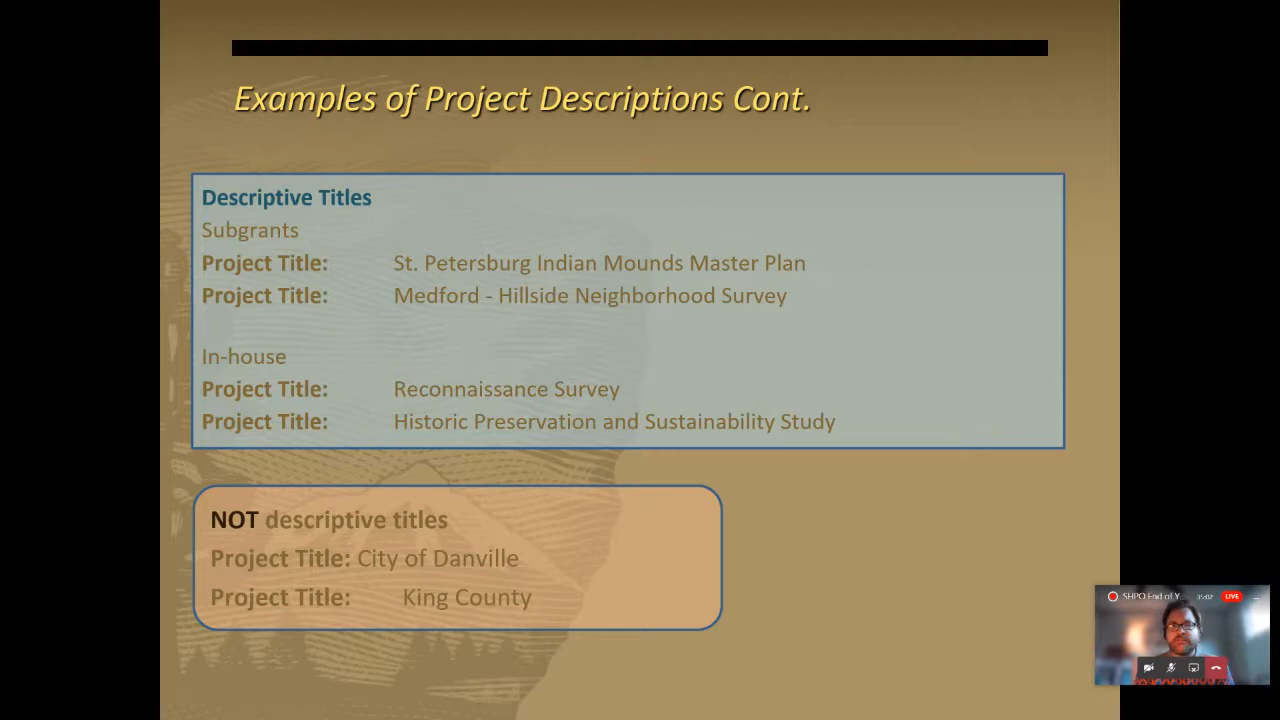 Examples of Project Descriptions Cont.
Descriptive Titles
Subgrants
Project Title: St. Petersburg Indian Mounds Master Plan
Project Title: Medford - Hillside Neighborhood Survey
In-house
Project Title: Reconnaissance Survey
Project Title: Historic Preservation and Sustainability Study
NOT descriptive titles
Project Title: City of Danville
Project Title: King County
SHPO End of Y... 35:02 LIVE